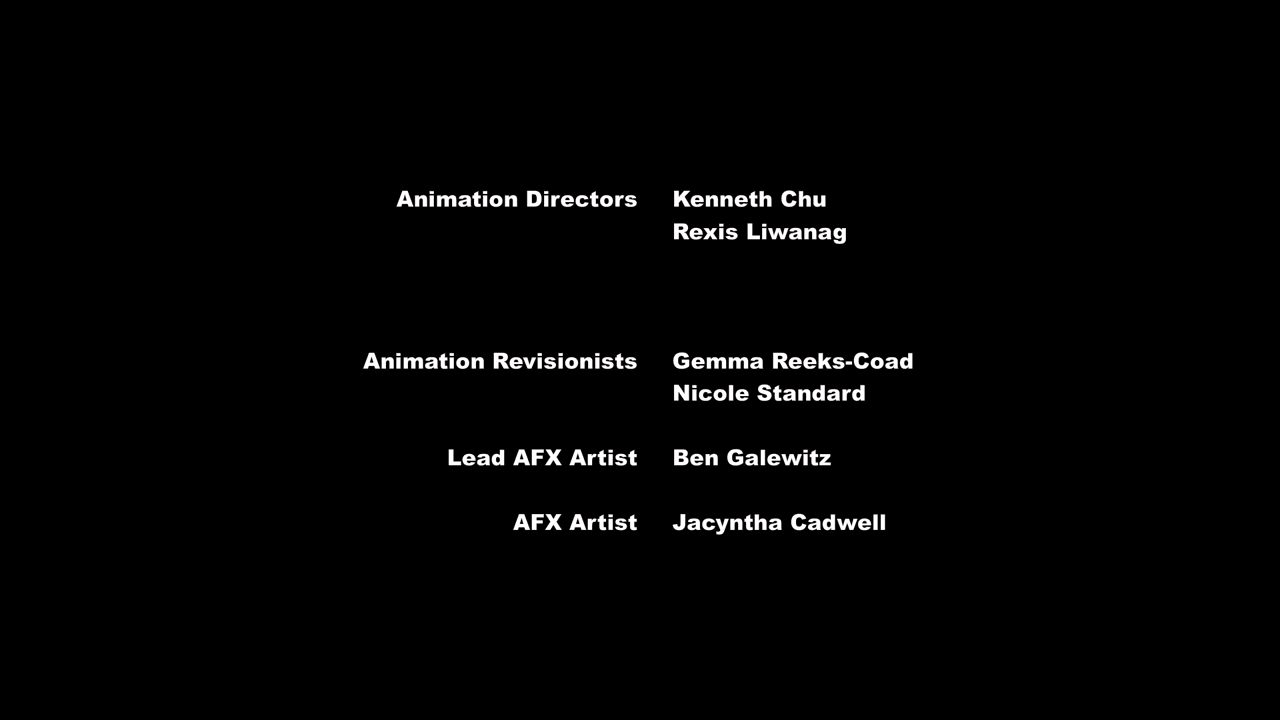 Animation Directors Kenneth Chu
Rexis Liwanag
Animation Revisionists Gemma Reeks-Coad
Nicole Standard
Lead AFX Artist Ben Galewitz
AFX Artist Jacyntha Cadwell